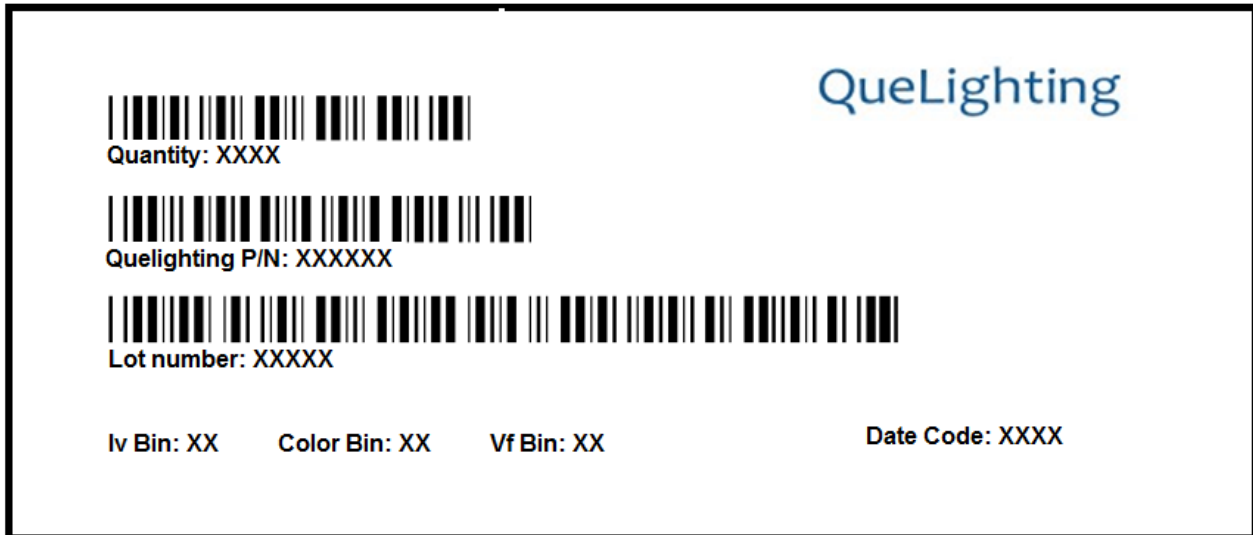 QueLighting
Quantity: XXXX
Quelighting P/N: XXXXXX
Lot number: XXXXX
Iv Bin: XX Color Bin: XX Vf Bin: XX Date Code: XXXX